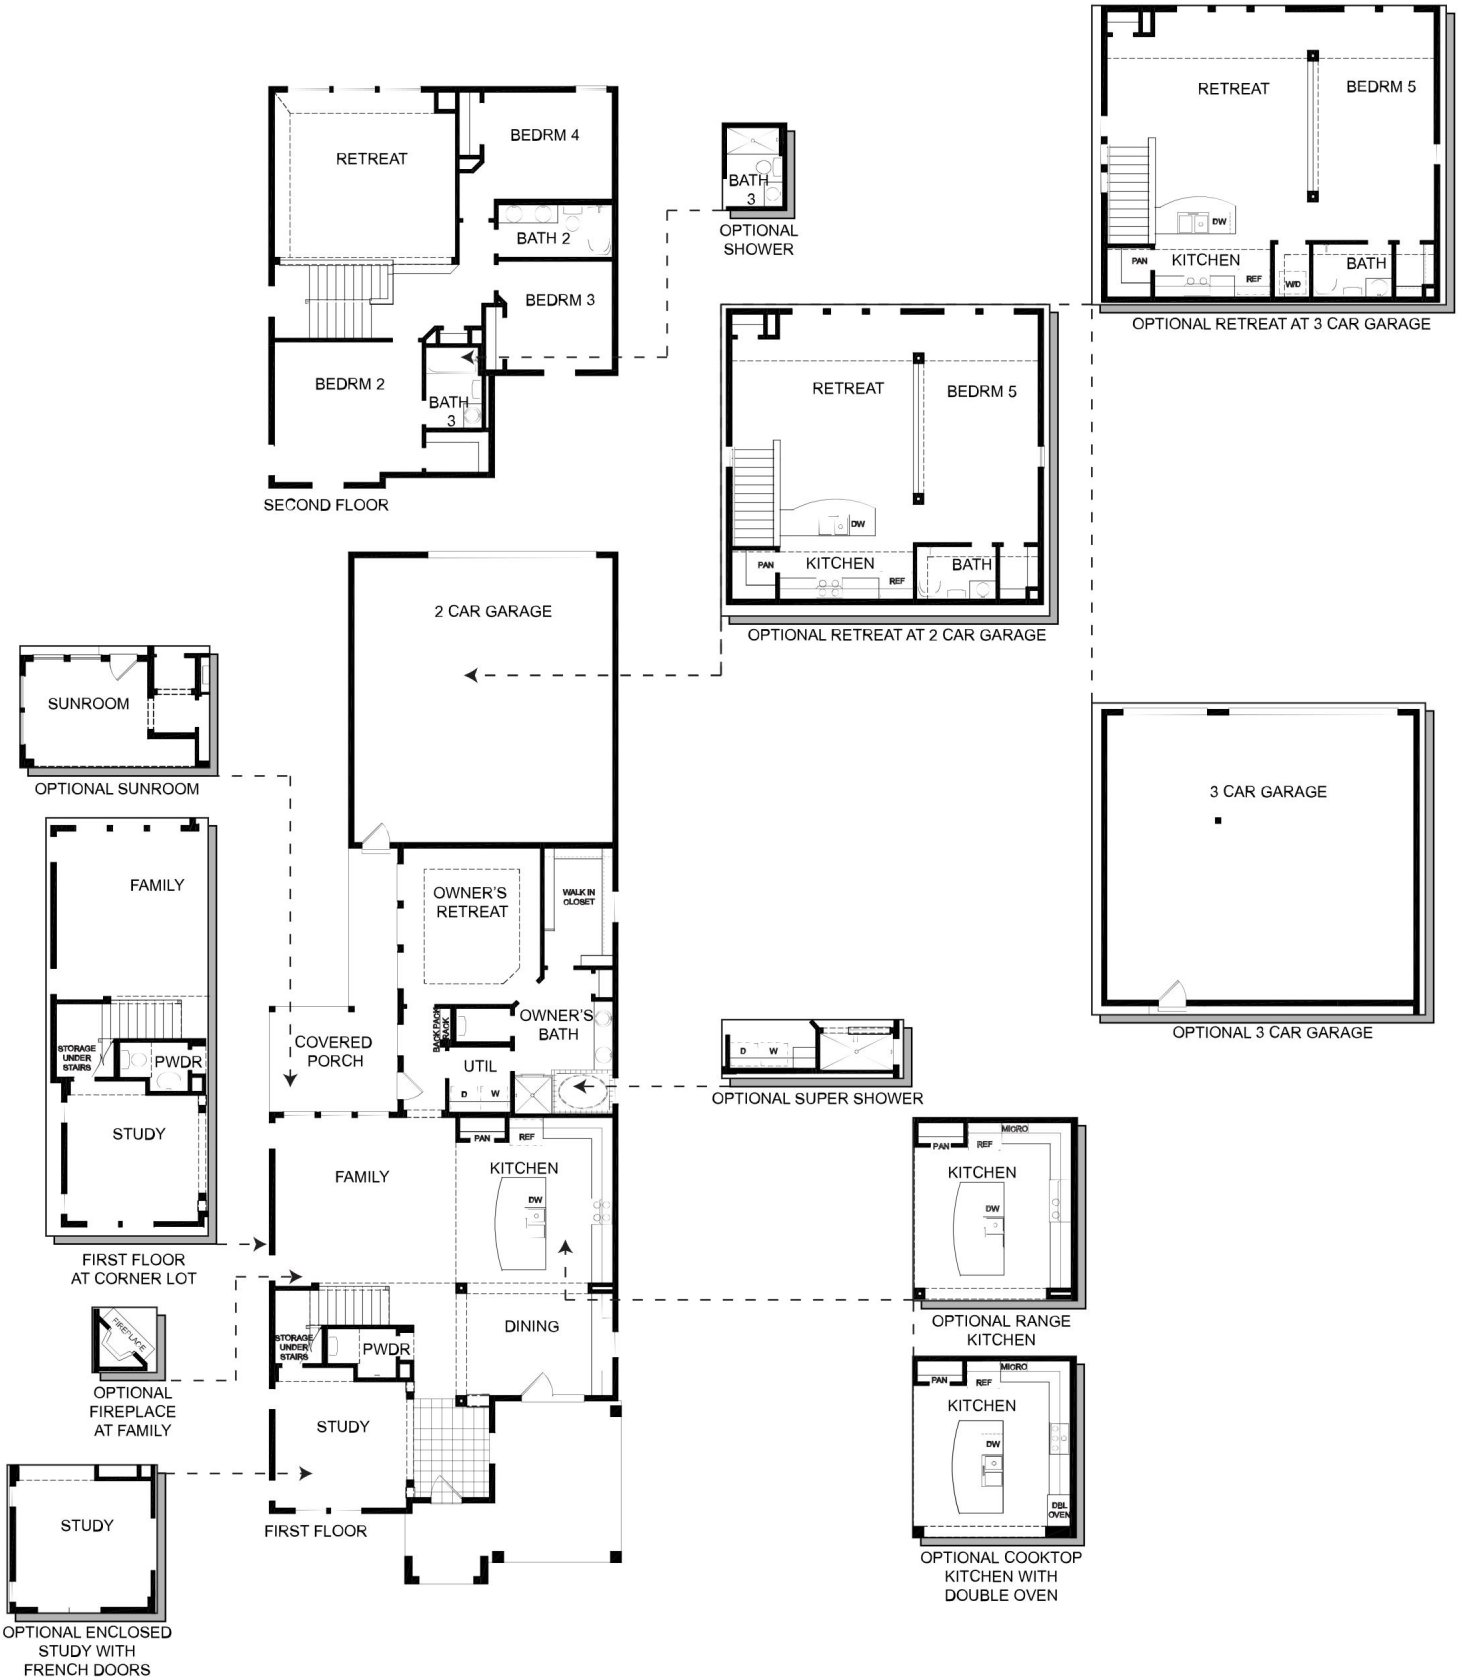 RETREAT
BEDRM 5
DW
PAN
KITCHEN
REF
W/D
BATH
OPTIONAL RETREAT AT 3 CAR GARAGE
BEDRM 4
RETREAT
BATH 2
BEDRM 3
BEDRM 2
BATH
3
SECOND FLOOR
BATH
3
OPTIONAL
SHOWER
RETREAT
BEDRM 5
DW
PAN
KITCHEN
REF
BATH
OPTIONAL RETREAT AT 2 CAR GARAGE
2 CAR GARAGE
SUNROOM
OPTIONAL SUNROOM
3 CAR GARAGE
OPTIONAL 3 CAR GARAGE
FAMILY
STORAGE
UNDER
STAIRS
PWDR
STUDY
FIRST FLOOR
AT CORNER LOT
OWNER'S
RETREAT
WALK IN
CLOSET
BACK PACK
RACK
OWNER'S
BATH
COVERED
PORCH
UTIL
D W
D W
OPTIONAL SUPER SHOWER
PAN
REF
KITCHEN
FAMILY
DW
DINING
STORAGE
UNDER
STAIRS
PWDR
STUDY
FIRST FLOOR
MICRO
PAN
REF
KITCHEN
DW
OPTIONAL RANGE
KITCHEN
FIREPLACE
OPTIONAL
FIREPLACE
AT FAMILY
MICRO
PAN
REF
KITCHEN
DW
DBL
OVEN
OPTIONAL COOKTOP
KITCHEN WITH
DOUBLE OVEN
STUDY
OPTIONAL ENCLOSED
STUDY WITH
FRENCH DOORS